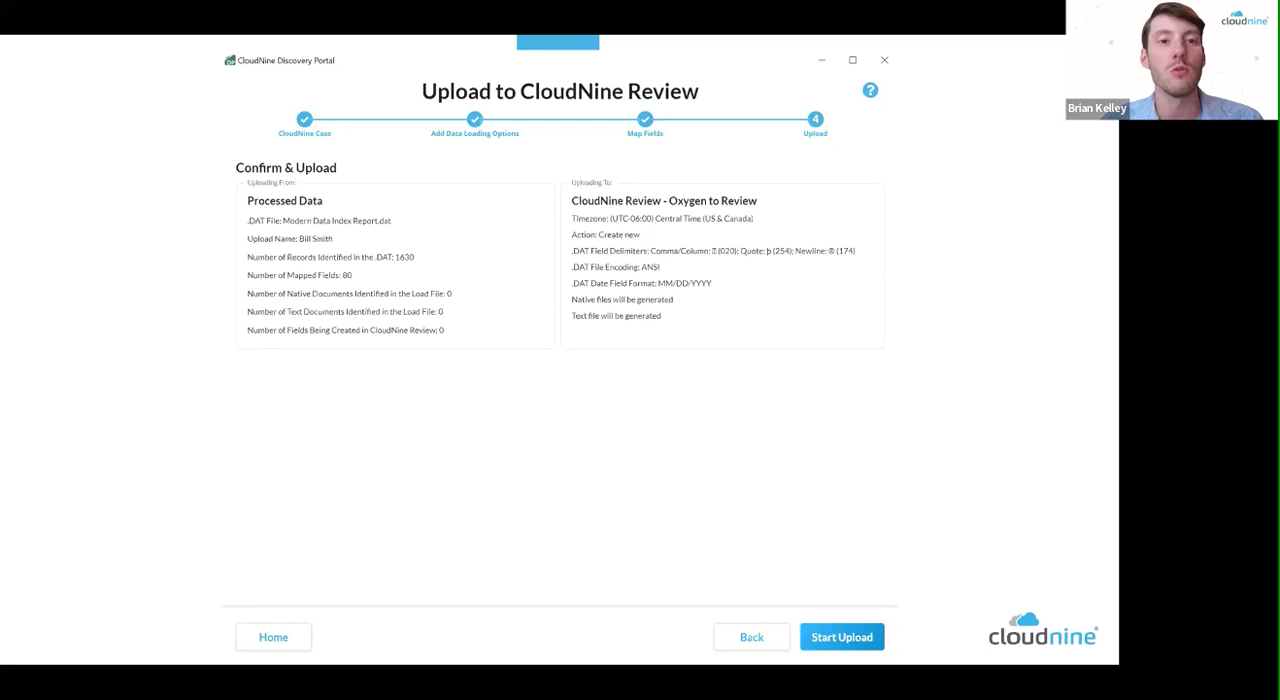 cloudnine
Brian Kelley
CloudNine Discovery Portal
Upload to CloudNine Review
?
4
CloudNine Case
Add Data Loading Options
Map Fields
Upload
Confirm & Upload
Uploading From:
Processed Data
.DAT File: Modern Data Index Report.dat
Upload Name: Bill Smith
Number of Records Identified in the .DAT: 1630
Number of Mapped Fields: 80
Number of Native Documents Identified in the Load File: 0
Number of Text Documents Identified in the Load File: 0
Number of Fields Being Created in CloudNine Review: 0
Uploading To:
CloudNine Review - Oxygen to Review
Timezone: (UTC-06:00) Central Time (US & Canada)
Action: Create new
.DAT Field Delimiters: Comma/Column: (020); Quote: þ (254); Newline: ® (174)
.DAT File Encoding: ANSI
.DAT Date Field Format: MM/DD/YYYY
Native files will be generated
Text file will be generated
Home
Back
Start Upload
cloudnine